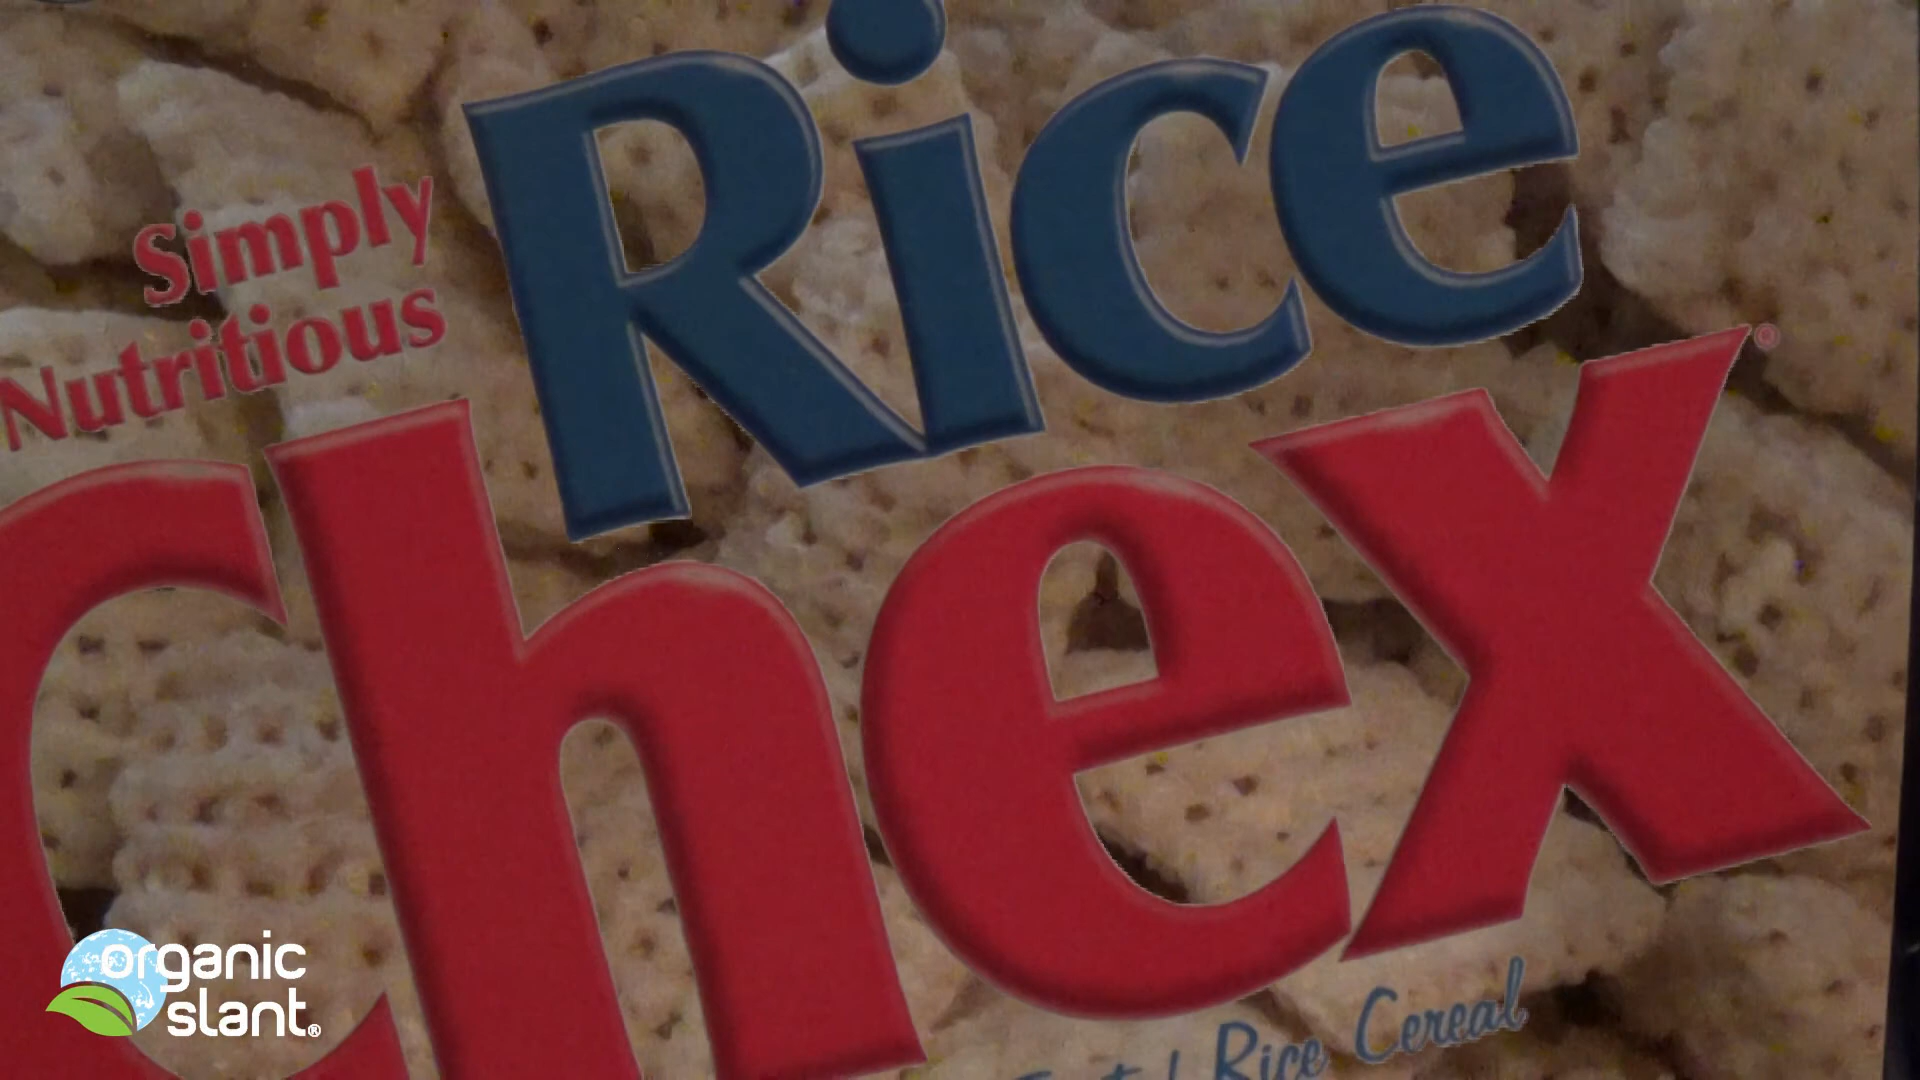 Simply
Nutritious
Rice
Chex®
Rice Cereal
organic
slant®